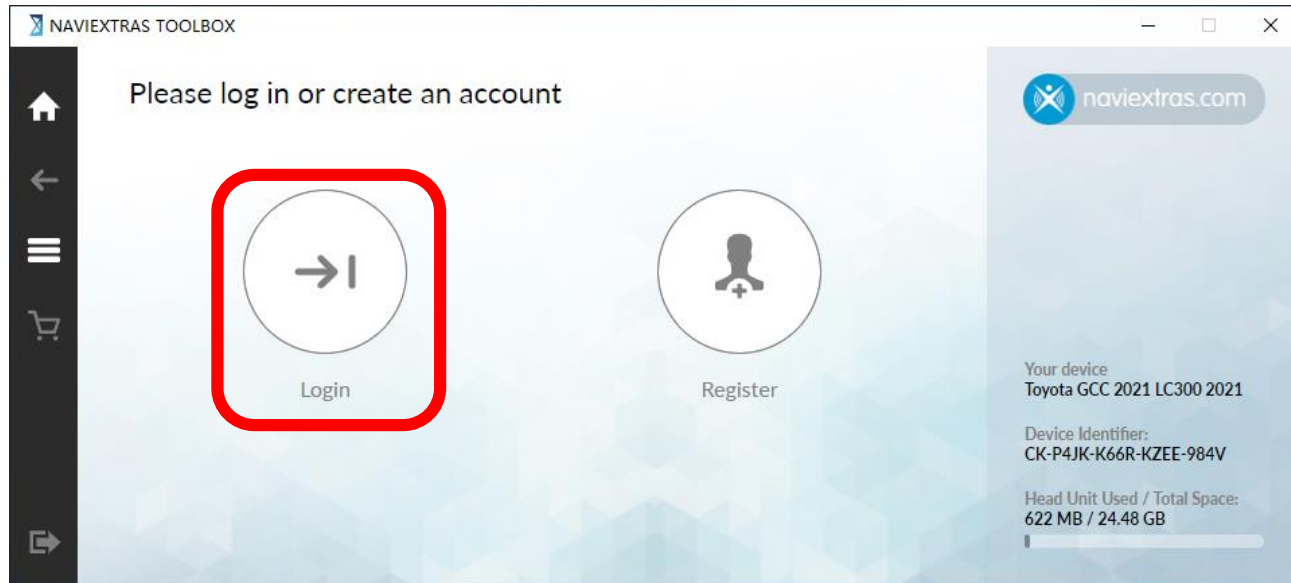 NAVIEXTRAS TOOLBOX
Please log in or create an account
naviextras.com
Login
Register
Your device
Toyota GCC 2021 LC300 2021
Device Identifier:
CK-P4JK-K66R-KZEE-984V
Head Unit Used / Total Space:
622 MB / 24.48 GB